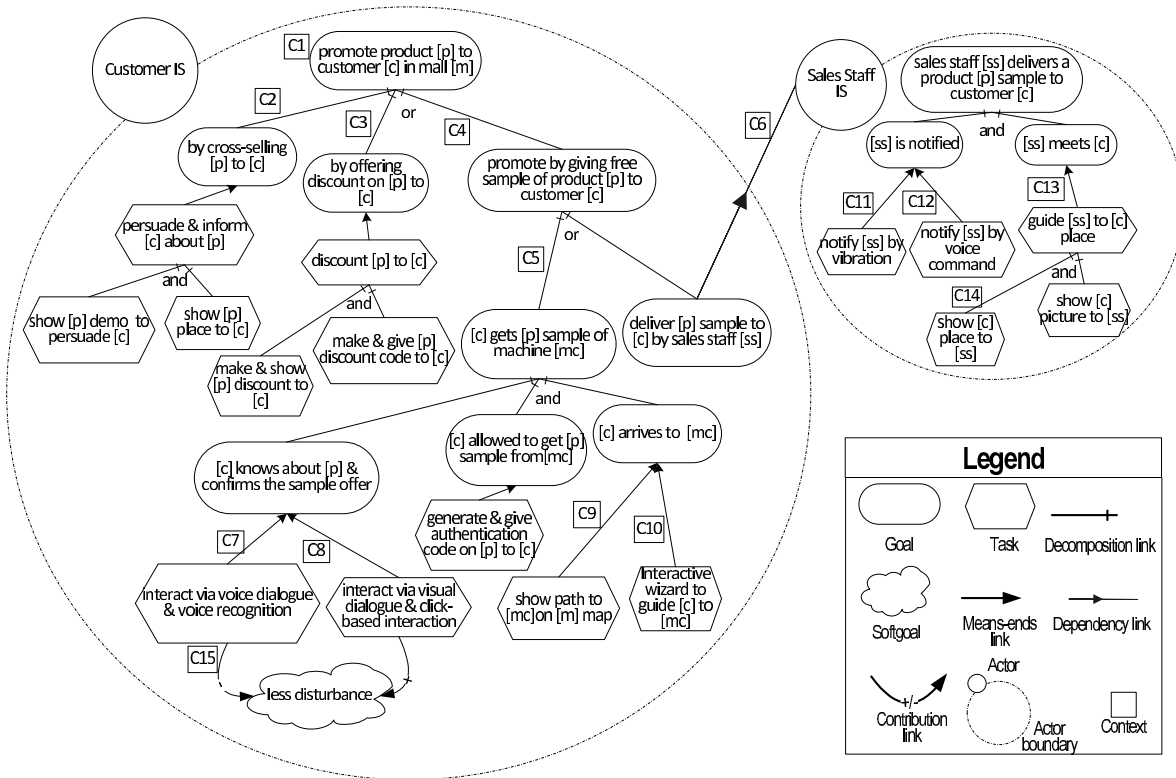 Customer IS
C1
promote product [p] to
customer [c] in mall [m]
C2
C3
or
C4
by cross-selling
[p] to [c]
by offering
discount on [p] to
[c]
promote by giving free
sample of product [p] to
customer [c]
persuade & inform
[c] about [p]
and
discount [p] to [c]
or
C5
show [p] demo to
persuade [c]
show [p]
place to [c]
and
make & show
[p] discount to
[c]
make & give [p]
discount code to [c]
[c] gets [p] sample of
machine [mc]
deliver [p] sample to
[c] by sales staff [ss]
and
[c] knows about [p] &
confirms the sample offer
[c] allowed to get [p]
sample from[mc]
[c] arrives to [mc]
C7
C8
generate & give
authentication
code on [p] to [c]
C9
C10
interact via voice dialogue
& voice recognition
interact via visual
dialogue & click-
based interaction
show path to
[mc]on [m] map
Interactive
wizard to
guide [c] to
[mc]
C15
less disturbance
C6
Sales Staff
IS
sales staff [ss] delivers a
product [p] sample to
customer [c]
and
[ss] is notified
[ss] meets [c]
C11
C12
C13
notify [ss] by
vibration
notify [ss] by
voice
command
guide [ss] to [c]
place
and
C14
show [c]
place to
[ss]
show [c]
picture to [ss]
Legend
Goal
Task
Decomposition link
Softgoal
Means-ends
link
Dependency link
+/-
Contribution
link
Actor
Actor
boundary
Context